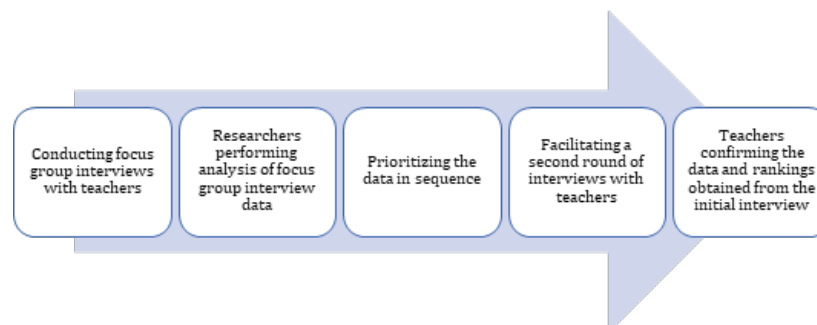 Conducting focus
group interviews
with teachers
Researchers
performing
analysis of focus
group interview
data
Prioritizing the
data in sequence
Facilitating a
second round of
interviews with
teachers
Teachers
confirming the
data and rankings
obtained from the
initial interview